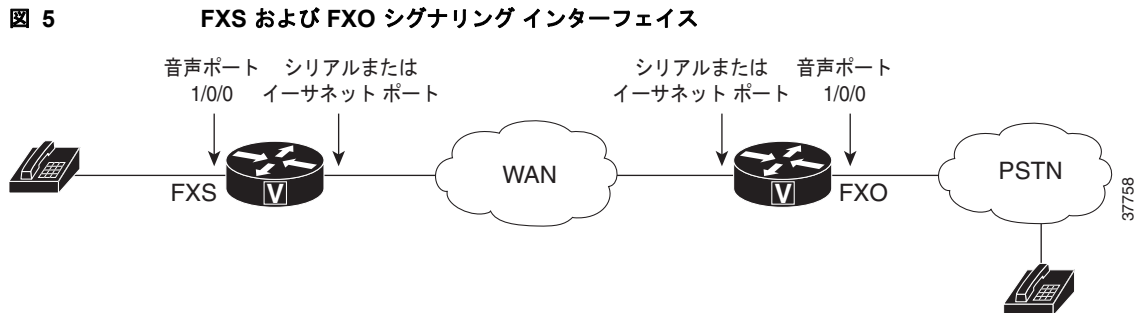 図 5 FXS および FXO シグナリング インターフェイス
音声ポート
1/0/0
シリアルまたは
イーサネット ポート
シリアルまたは
イーサネット ポート
音声ポート
1/0/0
FXS
V
WAN
V
FXO
PSTN
37758